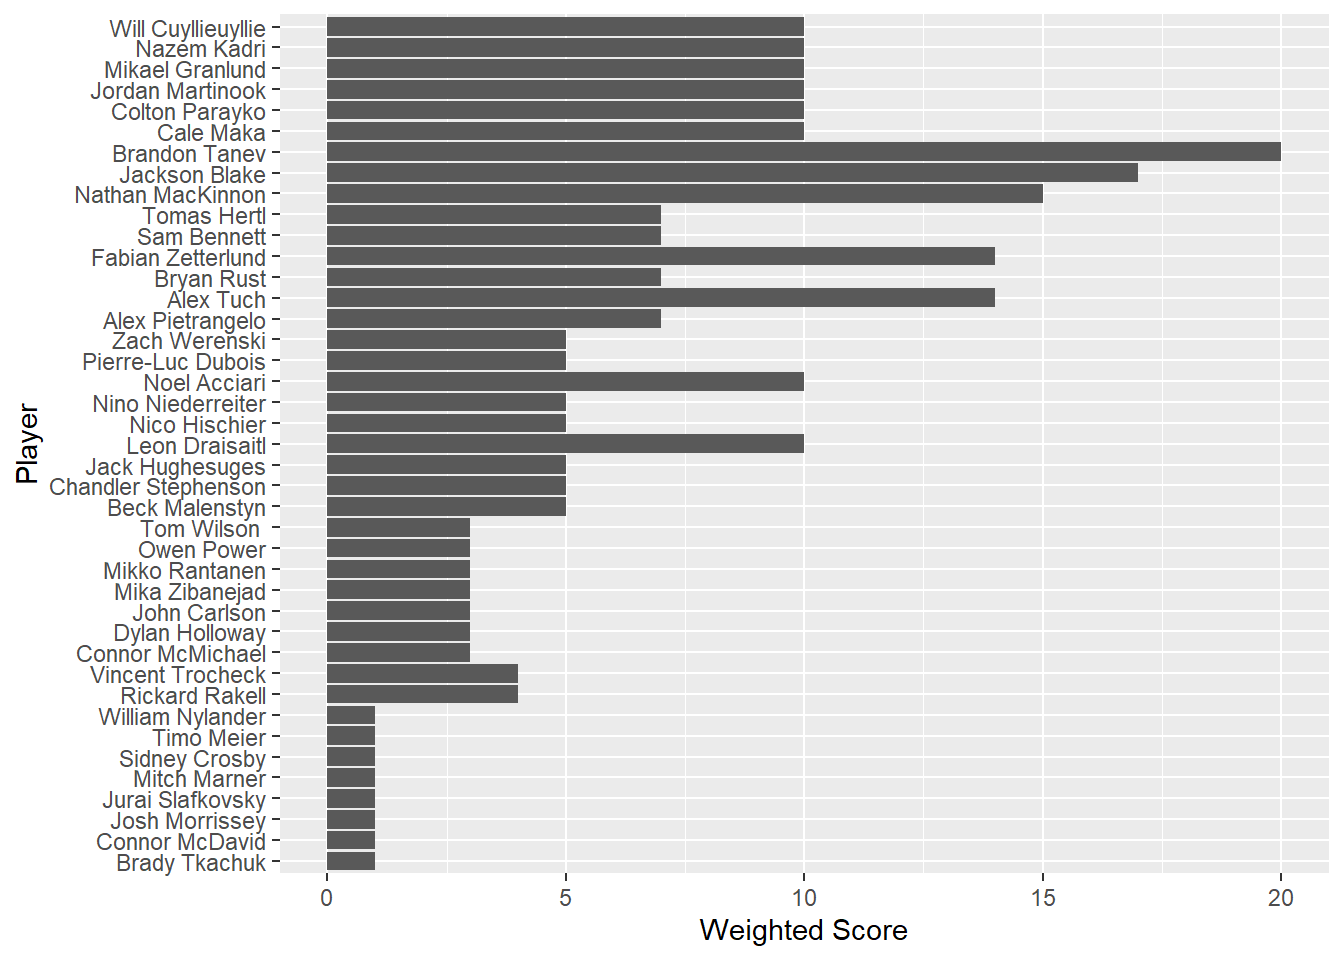 Will Cuyllieuyllie
Nazem Kadri
Mikael Granlund
Jordan Martinook
Colton Parayko
Cale Maka
Brandon Tanev
Jackson Blake
Nathan MacKinnon
Tomas Hertl
Sam Bennett
Fabian Zetterlund
Bryan Rust
Alex Tuch
Alex Pietrangelo
Zach Werenski
Pierre-Luc Dubois
Noel Acciari
Nino Niederreiter
Nico Hischier
Leon Draisaitl
Jack Hughesuges
Chandler Stephenson
Beck Malenstyn
Tom Wilson
Owen Power
Mikko Rantanen
Mika Zibanejad
John Carlson
Dylan Holloway
Connor McMichael
Vincent Trocheck
Rickard Rakell
William Nylander
Timo Meier
Sidney Crosby
Mitch Marner
Jurai Slafkovsky
Josh Morrissey
Connor McDavid
Brady Tkachuk
Player
0 5 10 15 20
Weighted Score